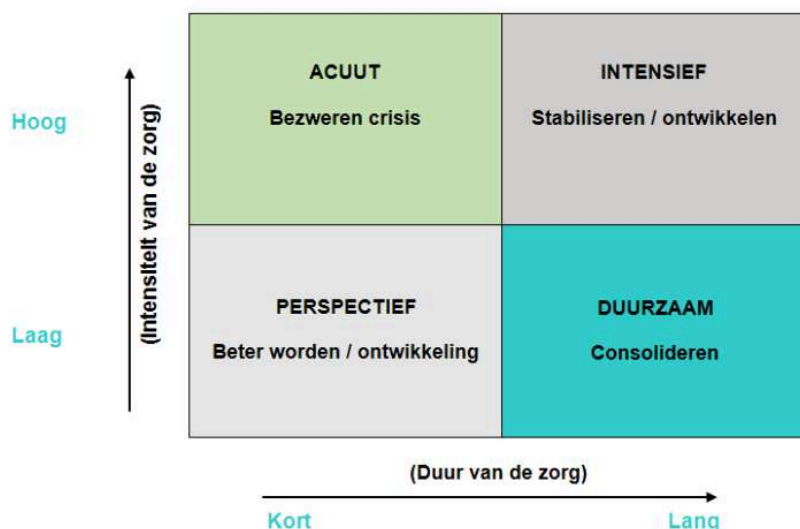 ACUUT
INTENSIEF
Hoog
Bezweren crisis
Stabiliseren / ontwikkelen
(Intensiteit van de zorg)
PERSPECTIEF
DUURZAAM
Laag
Beter worden / ontwikkeling
Consolideren
(Duur van de zorg)
Kort
Lang